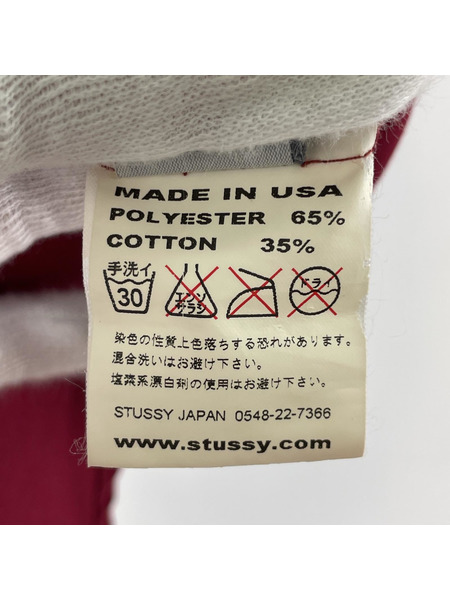 MADE IN USA
POLYESTER 65%
COTTON 35%
手洗イ
30
エンソ
サラシ
ドライ
染色の性質上色落ちする恐れがあります。
混合洗いはお避け下さい。
塩素系漂白剤の使用はお避け下さい。
STUSSY JAPAN 0548-22-7366
www.stussy.com